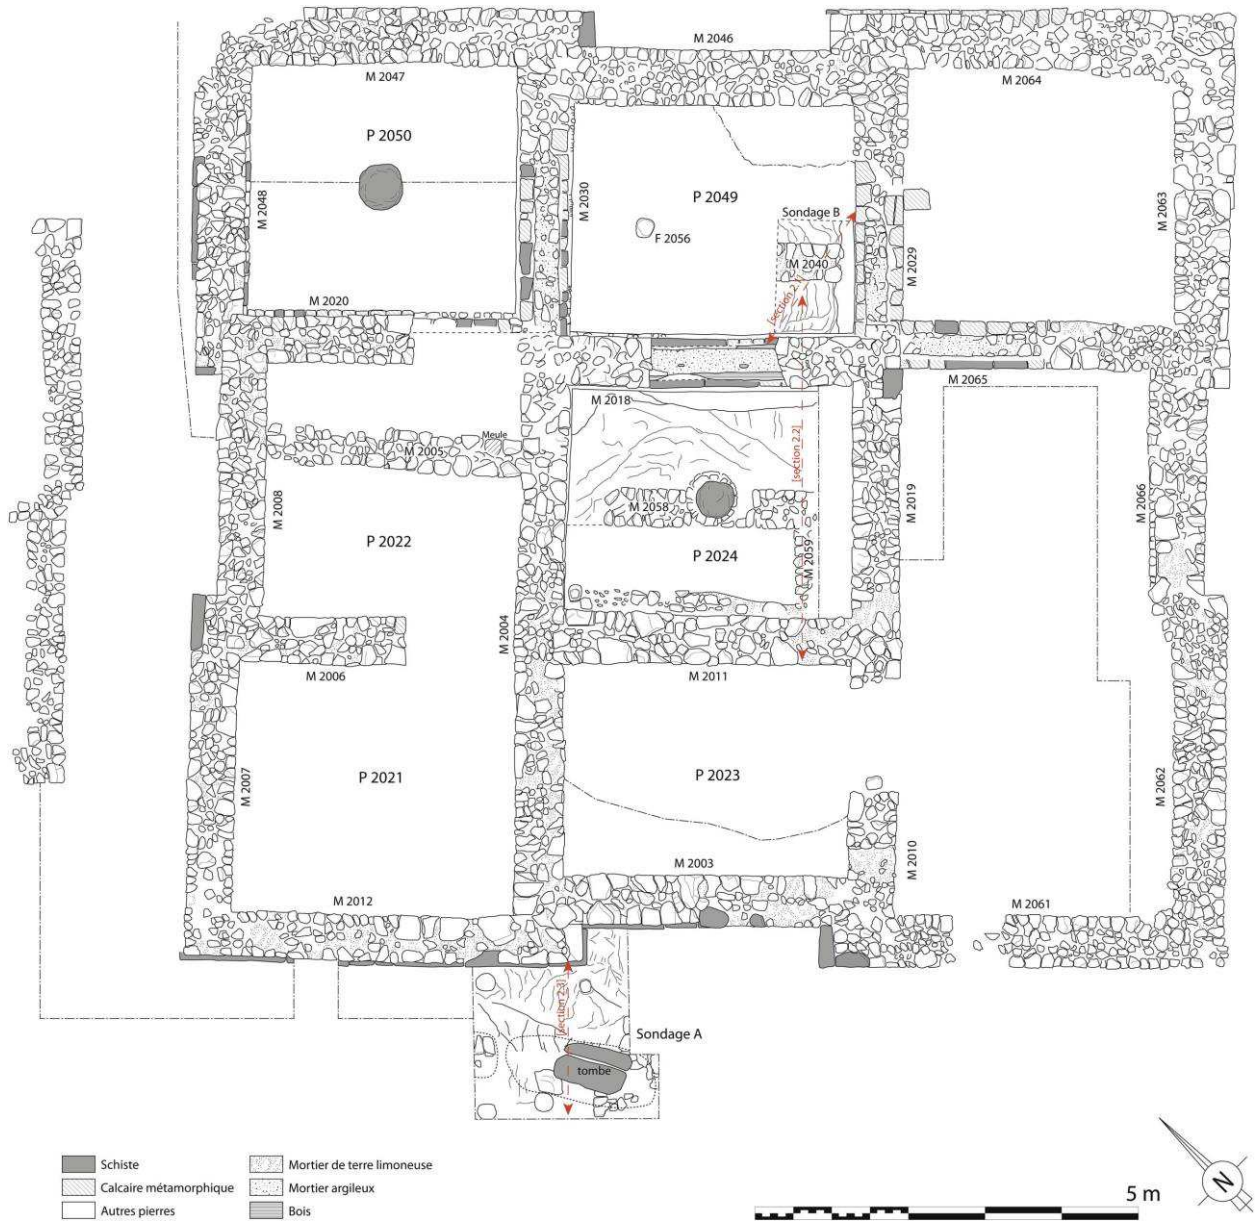 M 2046
M 2047
M 2064
P 2050
M 2048
M 2030
P 2049
M 2063
Sondage B
F 2056
M 2040
M 2029
[section 2.1]
M 2020
M 2065
M 2018
Meule
M 2005
[section 2.2]
M 2008
M 2058
M 2019
M 2066
P 2022
P 2024
M 2059
M 2004
M 2006
M 2011
P 2021
P 2023
M 2007
M 2062
M 2003
M 2010
M 2012
M 2061
[section 2.3]
Sondage A
tombe
Schiste
Mortier de terre limoneuse
Calcaire métamorphique
Mortier argileux
Autres pierres
Bois
5 m
N